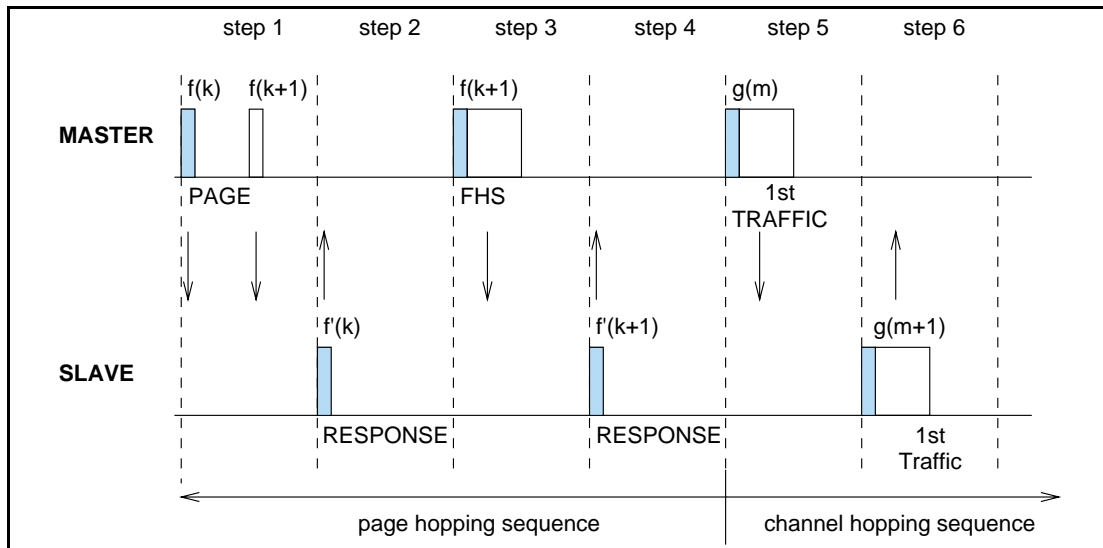 step 1 step 2 step 3 step 4 step 5 step 6
f(k) f(k+1) f(k+1) g(m)
MASTER
PAGE FHS 1st
TRAFFIC
f'(k) f'(k+1) g(m+1)
SLAVE
RESPONSE RESPONSE 1st
Traffic
page hopping sequence channel hopping sequence